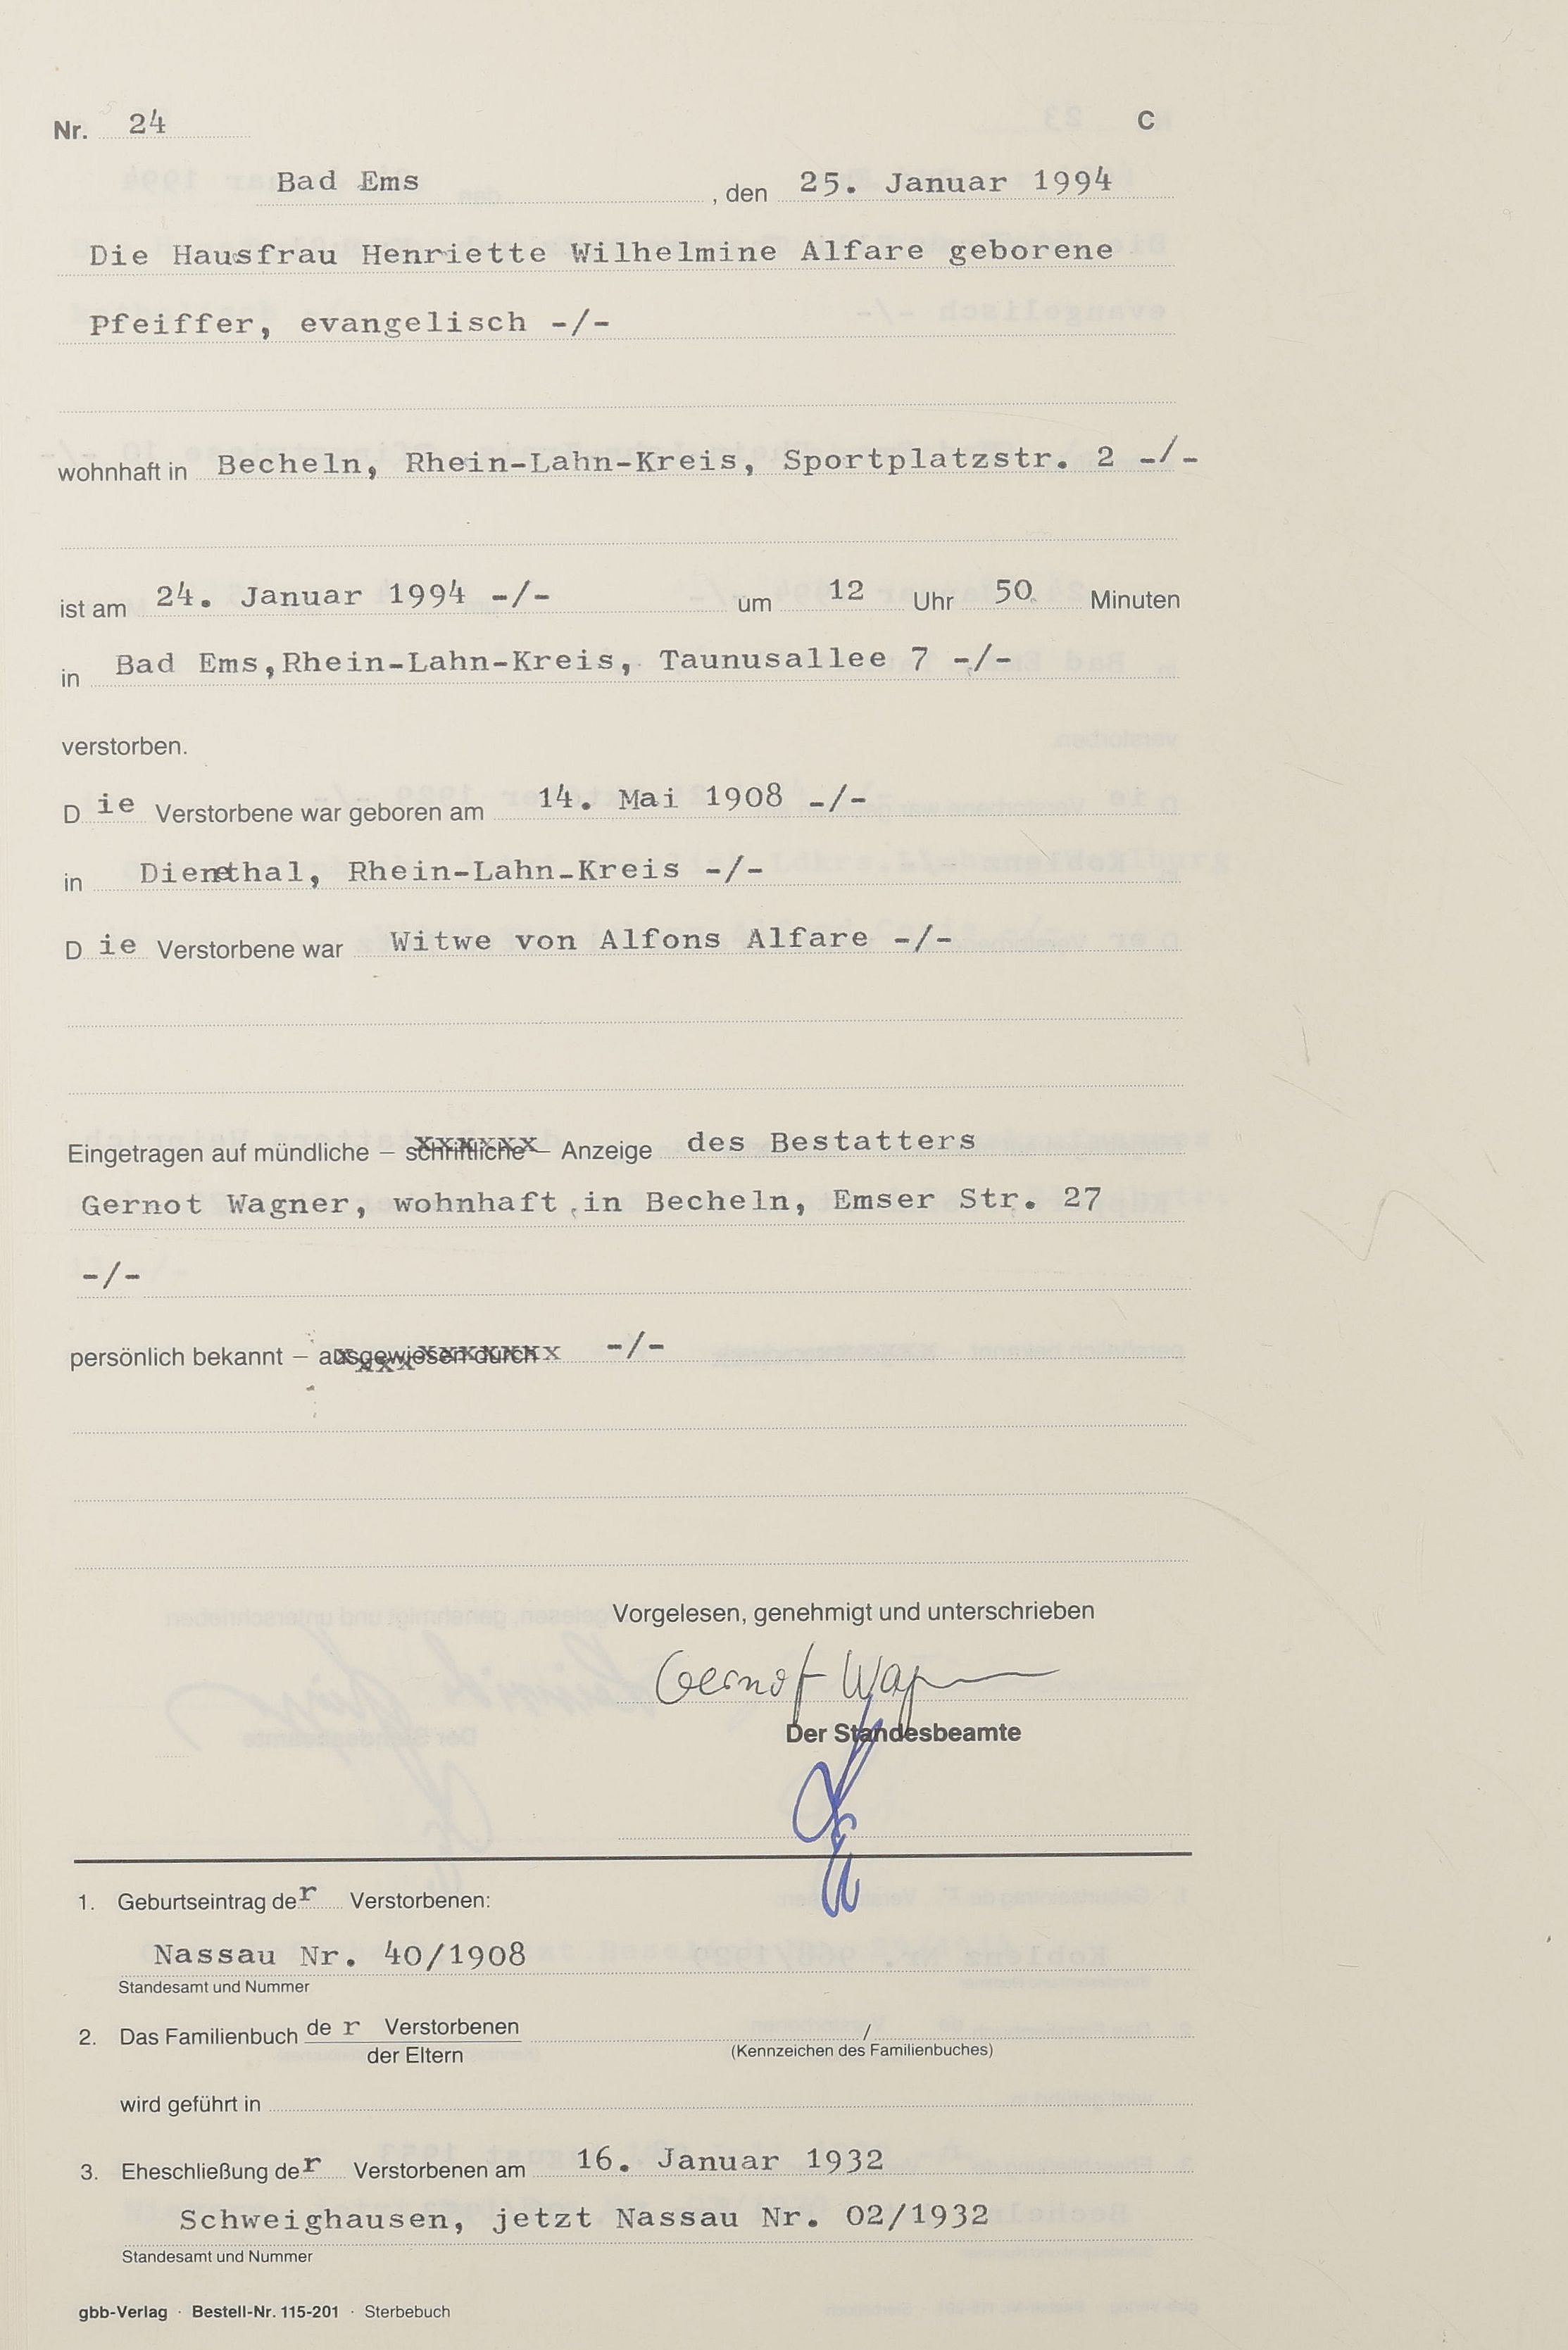 Nr. 24 C
Bad Ems , den 25. Januar 1994
Die Hausfrau Henriette Wilhelmine Alfare geborene
Pfeiffer, evangelisch -/-
wohnhaft in Becheln, Rhein-Lahn-Kreis, Sportplatzstr. 2 -/-
ist am 24. Januar 1994 -/- um 12 Uhr 50 Minuten
in Bad Ems,Rhein-Lahn-Kreis, Taunusallee 7 -/-
verstorben.
Die Verstorbene war geboren am 14. Mai 1908 -/-
in Dienethal, Rhein-Lahn-Kreis -/-
Die Verstorbene war Witwe von Alfons Alfare -/-
Eingetragen auf mündliche – schriftliche – Anzeige des Bestatters
Gernot Wagner, wohnhaft in Becheln, Emser Str. 27
-/-
persönlich bekannt – ausgewiesen durch -/-
Vorgelesen, genehmigt und unterschrieben
Gernot Wagner
Der Standesbeamte
1. Geburtseintrag der Verstorbenen:
Nassau Nr. 40/1908
Standesamt und Nummer
2. Das Familienbuch der Verstorbenen /
der Eltern (Kennzeichen des Familienbuches)
wird geführt in
3. Eheschließung der Verstorbenen am 16. Januar 1932
Schweighausen, jetzt Nassau Nr. 02/1932
Standesamt und Nummer
gbb-Verlag · Bestell-Nr. 115-201 · Sterbebuch